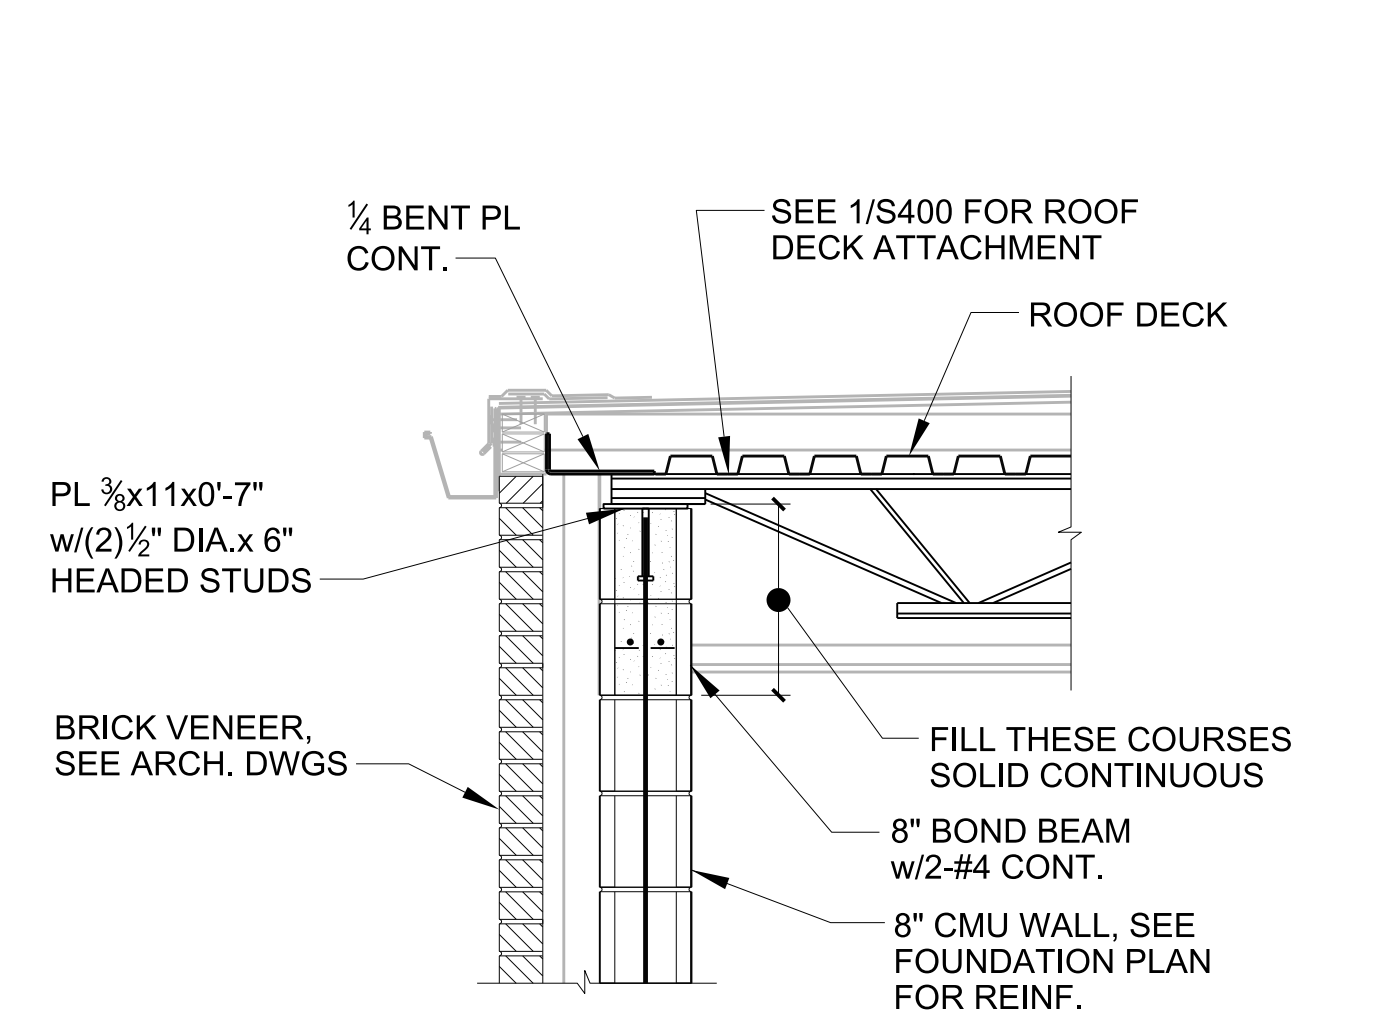 ¼ BENT PL
CONT.
SEE 1/S400 FOR ROOF
DECK ATTACHMENT
ROOF DECK
PL ⅜x11x0'-7"
w/(2)½" DIA.x 6"
HEADED STUDS
BRICK VENEER,
SEE ARCH. DWGS
FILL THESE COURSES
SOLID CONTINUOUS
8" BOND BEAM
w/2-#4 CONT.
8" CMU WALL, SEE
FOUNDATION PLAN
FOR REINF.